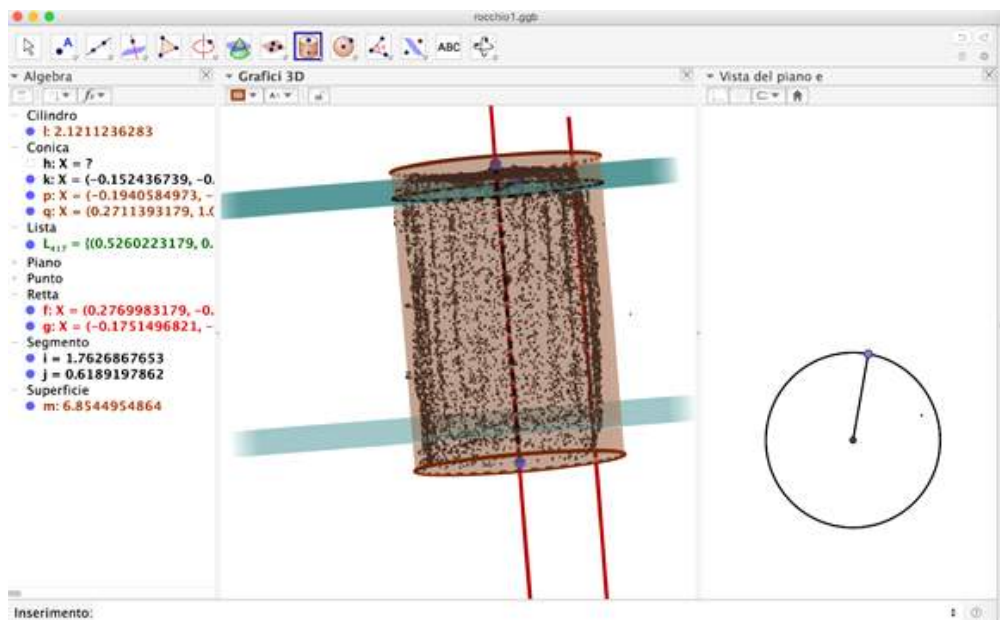 rocchio1.ggb
ABC
Algebra
Grafici 3D
Vista del piano e
Cilindro
l: 2.1211236283
Conica
h: X = ?
k: X = (−0.152436739, −0.
p: X = (−0.1940584973, −
q: X = (0.2711393179, 1.0
Lista
L₄₁₇ = {(0.5260223179, 0.
Piano
Punto
Retta
f: X = (0.2769983179, −0.
g: X = (−0.1751496821, −
Segmento
i = 1.7626867653
j = 0.6189197862
Superficie
m: 6.8544954864
Inserimento: